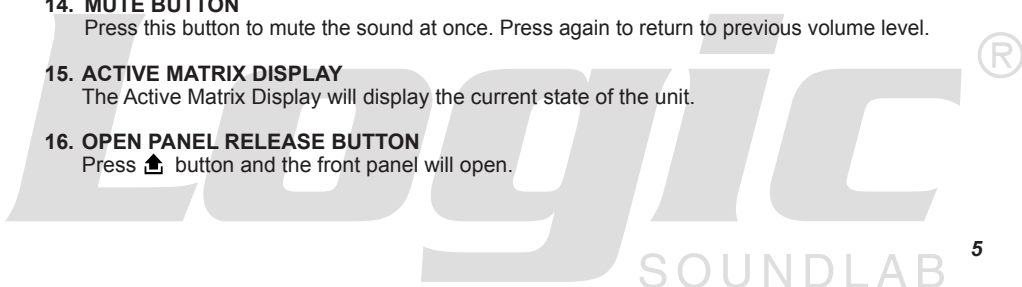 14. MUTE BUTTON
Press this button to mute the sound at once. Press again to return to previous volume level.
15. ACTIVE MATRIX DISPLAY
The Active Matrix Display will display the current state of the unit.
16. OPEN PANEL RELEASE BUTTON
Press button and the front panel will open.
Logic®
SOUNDLAB
5